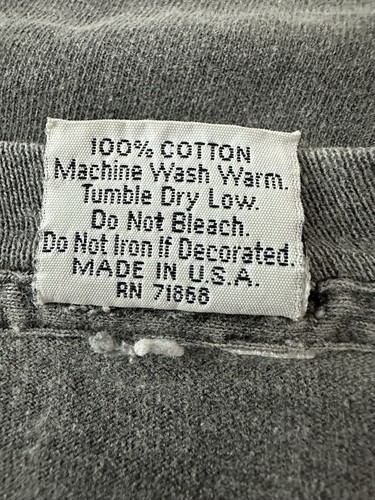 100% COTTON
Machine Wash Warm.
Tumble Dry Low.
Do Not Bleach.
Do Not Iron If Decorated.
MADE IN U.S.A.
RN 71868